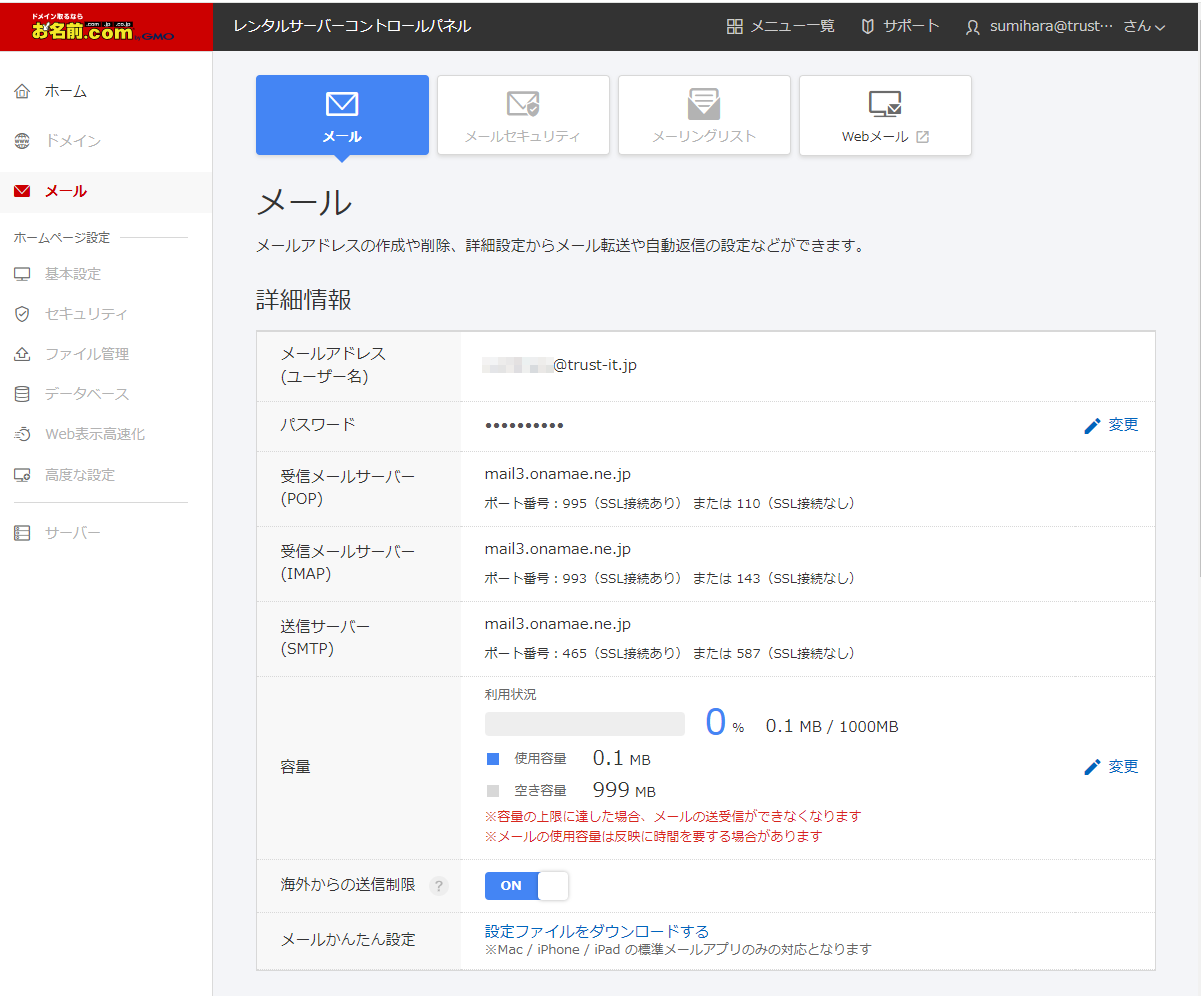 ドメイン取るなら
お名前.com
.com .jp .co.jp
by GMO
レンタルサーバーコントロールパネル
メニュー一覧
サポート
sumihara@trust… さん
ホーム
ドメイン
メール
ホームページ設定
基本設定
セキュリティ
ファイル管理
データベース
Web表示高速化
高度な設定
サーバー
メール
メールセキュリティ
メーリングリスト
Webメール
メール
メールアドレスの作成や削除、詳細設定からメール転送や自動返信の設定などができます。
詳細情報
メールアドレス
(ユーザー名)
@trust-it.jp
パスワード
••••••••••
変更
受信メールサーバー
(POP)
mail3.onamae.ne.jp
ポート番号：995（SSL接続あり） または 110（SSL接続なし）
受信メールサーバー
(IMAP)
mail3.onamae.ne.jp
ポート番号：993（SSL接続あり） または 143（SSL接続なし）
送信サーバー
(SMTP)
mail3.onamae.ne.jp
ポート番号：465（SSL接続あり） または 587（SSL接続なし）
容量
利用状況
0 % 0.1 MB / 1000MB
使用容量 0.1 MB
空き容量 999 MB
変更
※容量の上限に達した場合、メールの送受信ができなくなります
※メールの使用容量は反映に時間を要する場合があります
海外からの送信制限 ?
ON
メールかんたん設定
設定ファイルをダウンロードする
※Mac / iPhone / iPad の標準メールアプリのみの対応となります